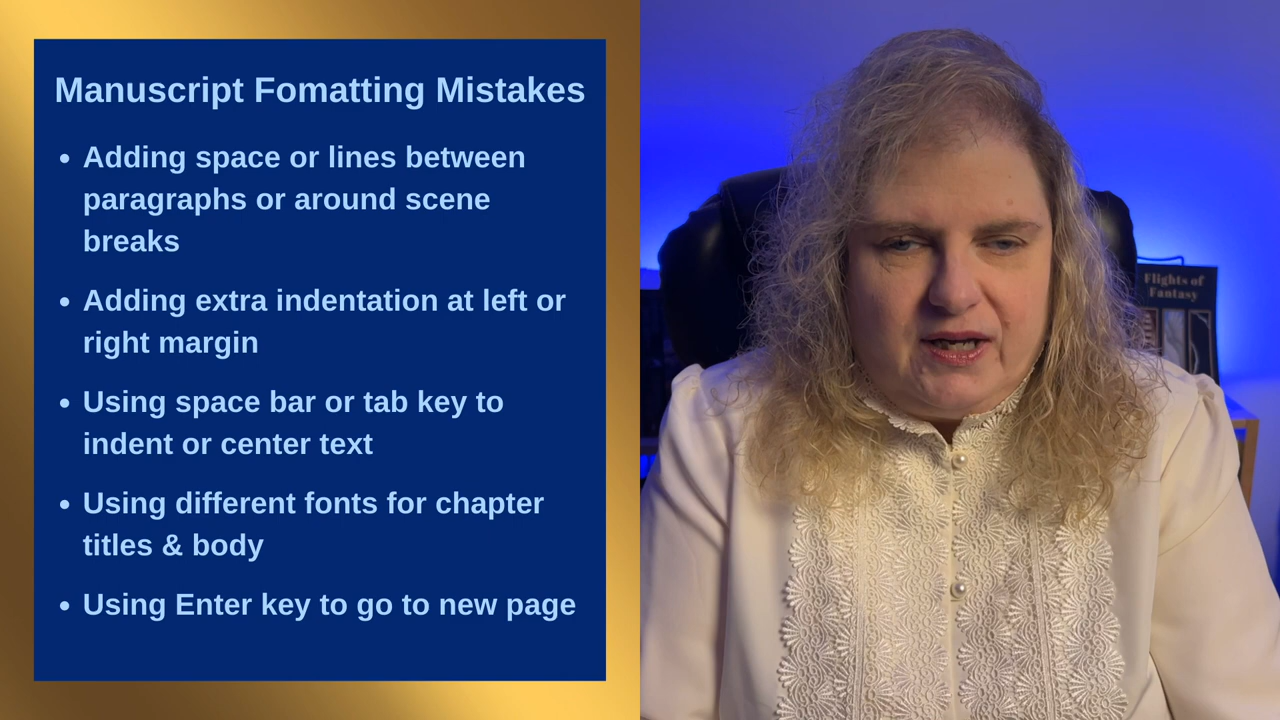 Manuscript Fomatting Mistakes
• Adding space or lines between
paragraphs or around scene
breaks
• Adding extra indentation at left or
right margin
• Using space bar or tab key to
indent or center text
• Using different fonts for chapter
titles & body
• Using Enter key to go to new page
Flights of
Fantasy